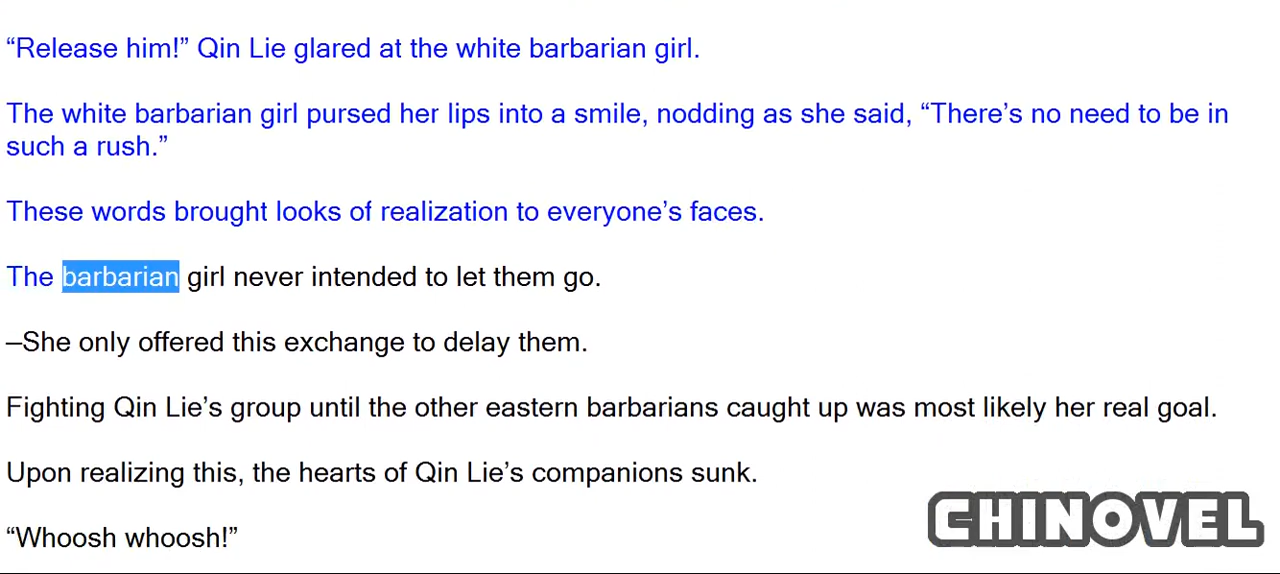 “Release him!” Qin Lie glared at the white barbarian girl.
The white barbarian girl pursed her lips into a smile, nodding as she said, “There’s no need to be in
such a rush.”
These words brought looks of realization to everyone’s faces.
The barbarian girl never intended to let them go.
—She only offered this exchange to delay them.
Fighting Qin Lie’s group until the other eastern barbarians caught up was most likely her real goal.
Upon realizing this, the hearts of Qin Lie’s companions sunk.
“Whoosh whoosh!”
CHINOVEL